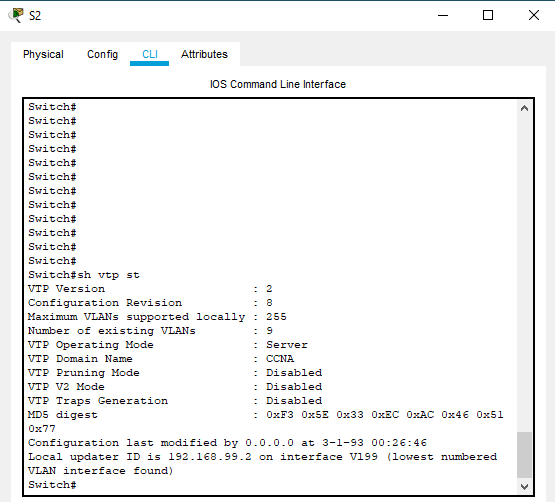 S2
Physical Config CLI Attributes
IOS Command Line Interface
Switch#
Switch#
Switch#
Switch#
Switch#
Switch#
Switch#
Switch#
Switch#
Switch#
Switch#
Switch#
Switch#sh vtp st
VTP Version : 2
Configuration Revision : 8
Maximum VLANs supported locally : 255
Number of existing VLANs : 9
VTP Operating Mode : Server
VTP Domain Name : CCNA
VTP Pruning Mode : Disabled
VTP V2 Mode : Disabled
VTP Traps Generation : Disabled
MD5 digest : 0xF3 0x5E 0x33 0xEC 0xAC 0x46 0x51
0x77
Configuration last modified by 0.0.0.0 at 3-1-93 00:26:46
Local updater ID is 192.168.99.2 on interface Vl99 (lowest numbered
VLAN interface found)
Switch#